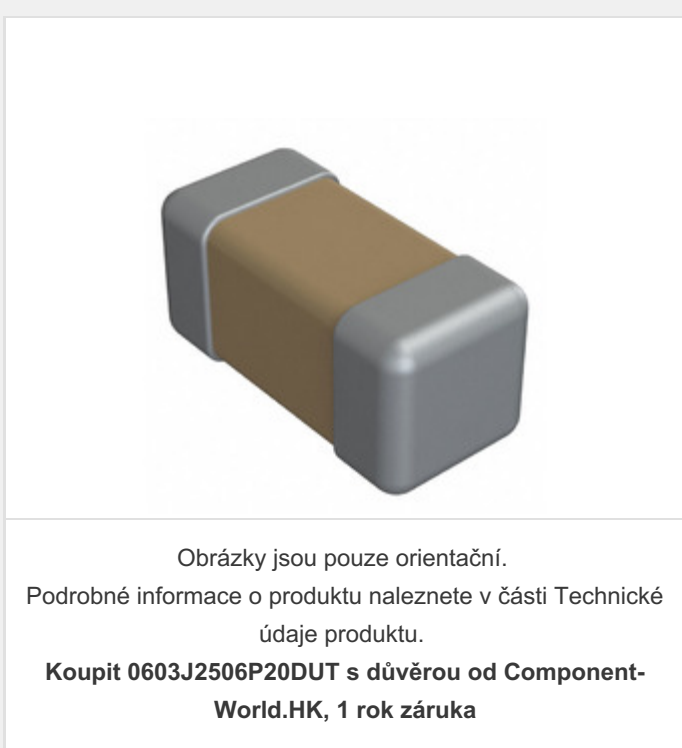 Obrázky jsou pouze orientační.
Podrobné informace o produktu naleznete v části Technické
údaje produktu.
Koupit 0603J2506P20DUT s důvěrou od Component-
World.HK, 1 rok záruka